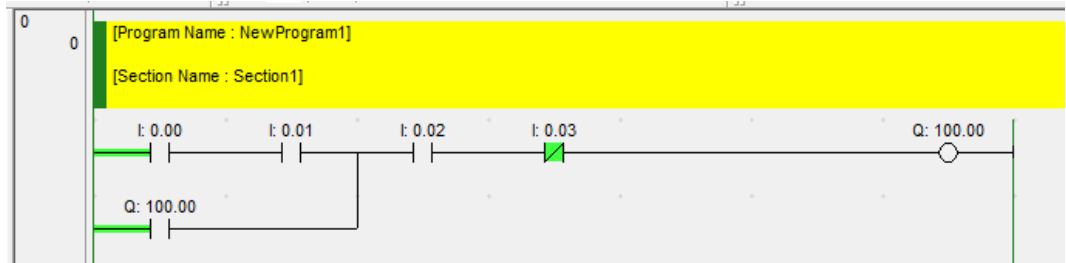 0
0
[Program Name : NewProgram1]
[Section Name : Section1]
I: 0.00 I: 0.01 I: 0.02 I: 0.03 Q: 100.00
Q: 100.00